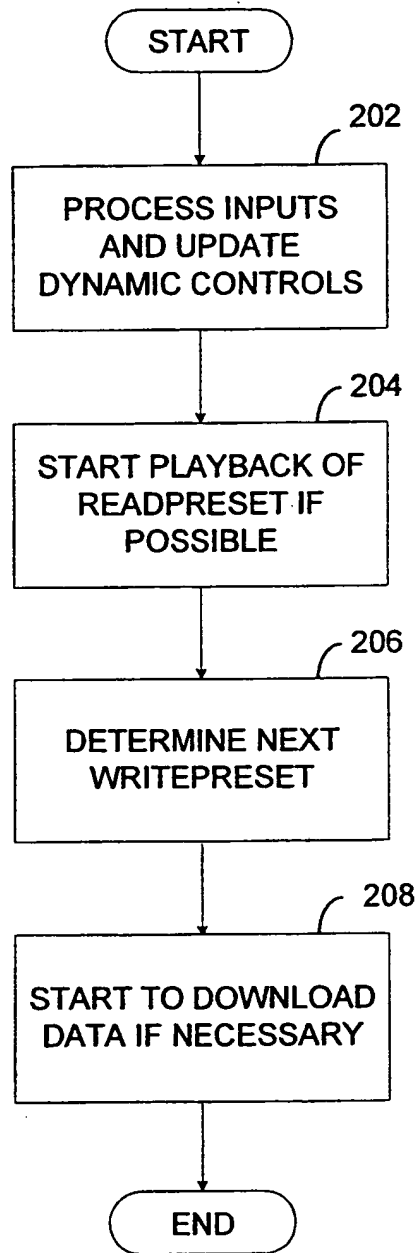 START
202
PROCESS INPUTS
AND UPDATE
DYNAMIC CONTROLS
204
START PLAYBACK OF
READPRESET IF
POSSIBLE
206
DETERMINE NEXT
WRITEPRESET
208
START TO DOWNLOAD
DATA IF NECESSARY
END